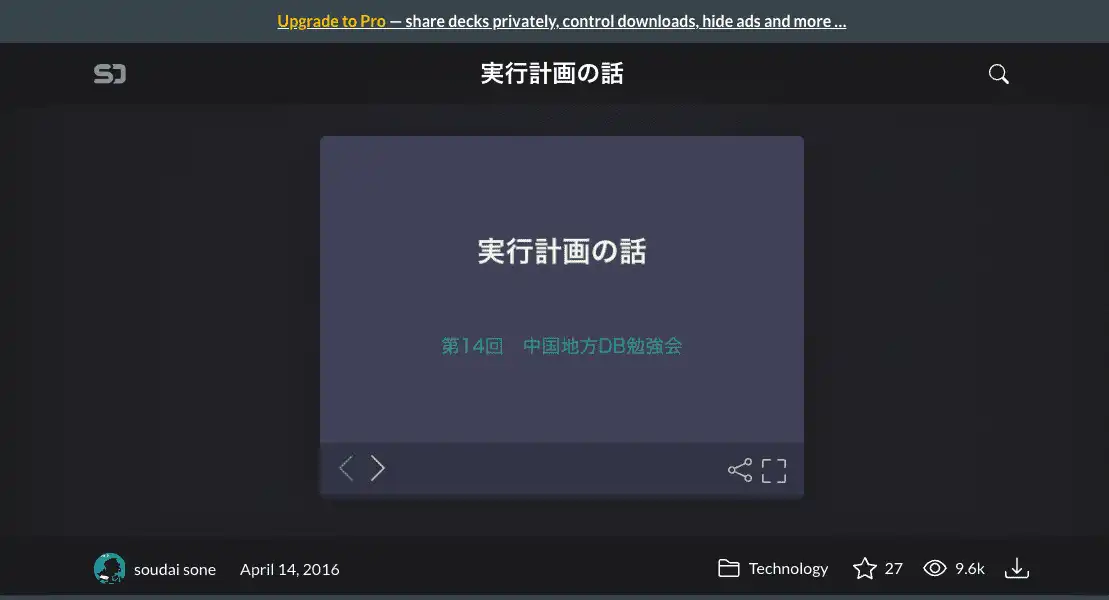 Upgrade to Pro — share decks privately, control downloads, hide ads and more …
SD
実行計画の話
実行計画の話
第14回　中国地方DB勉強会
soudai sone
April 14, 2016
Technology
27
9.6k